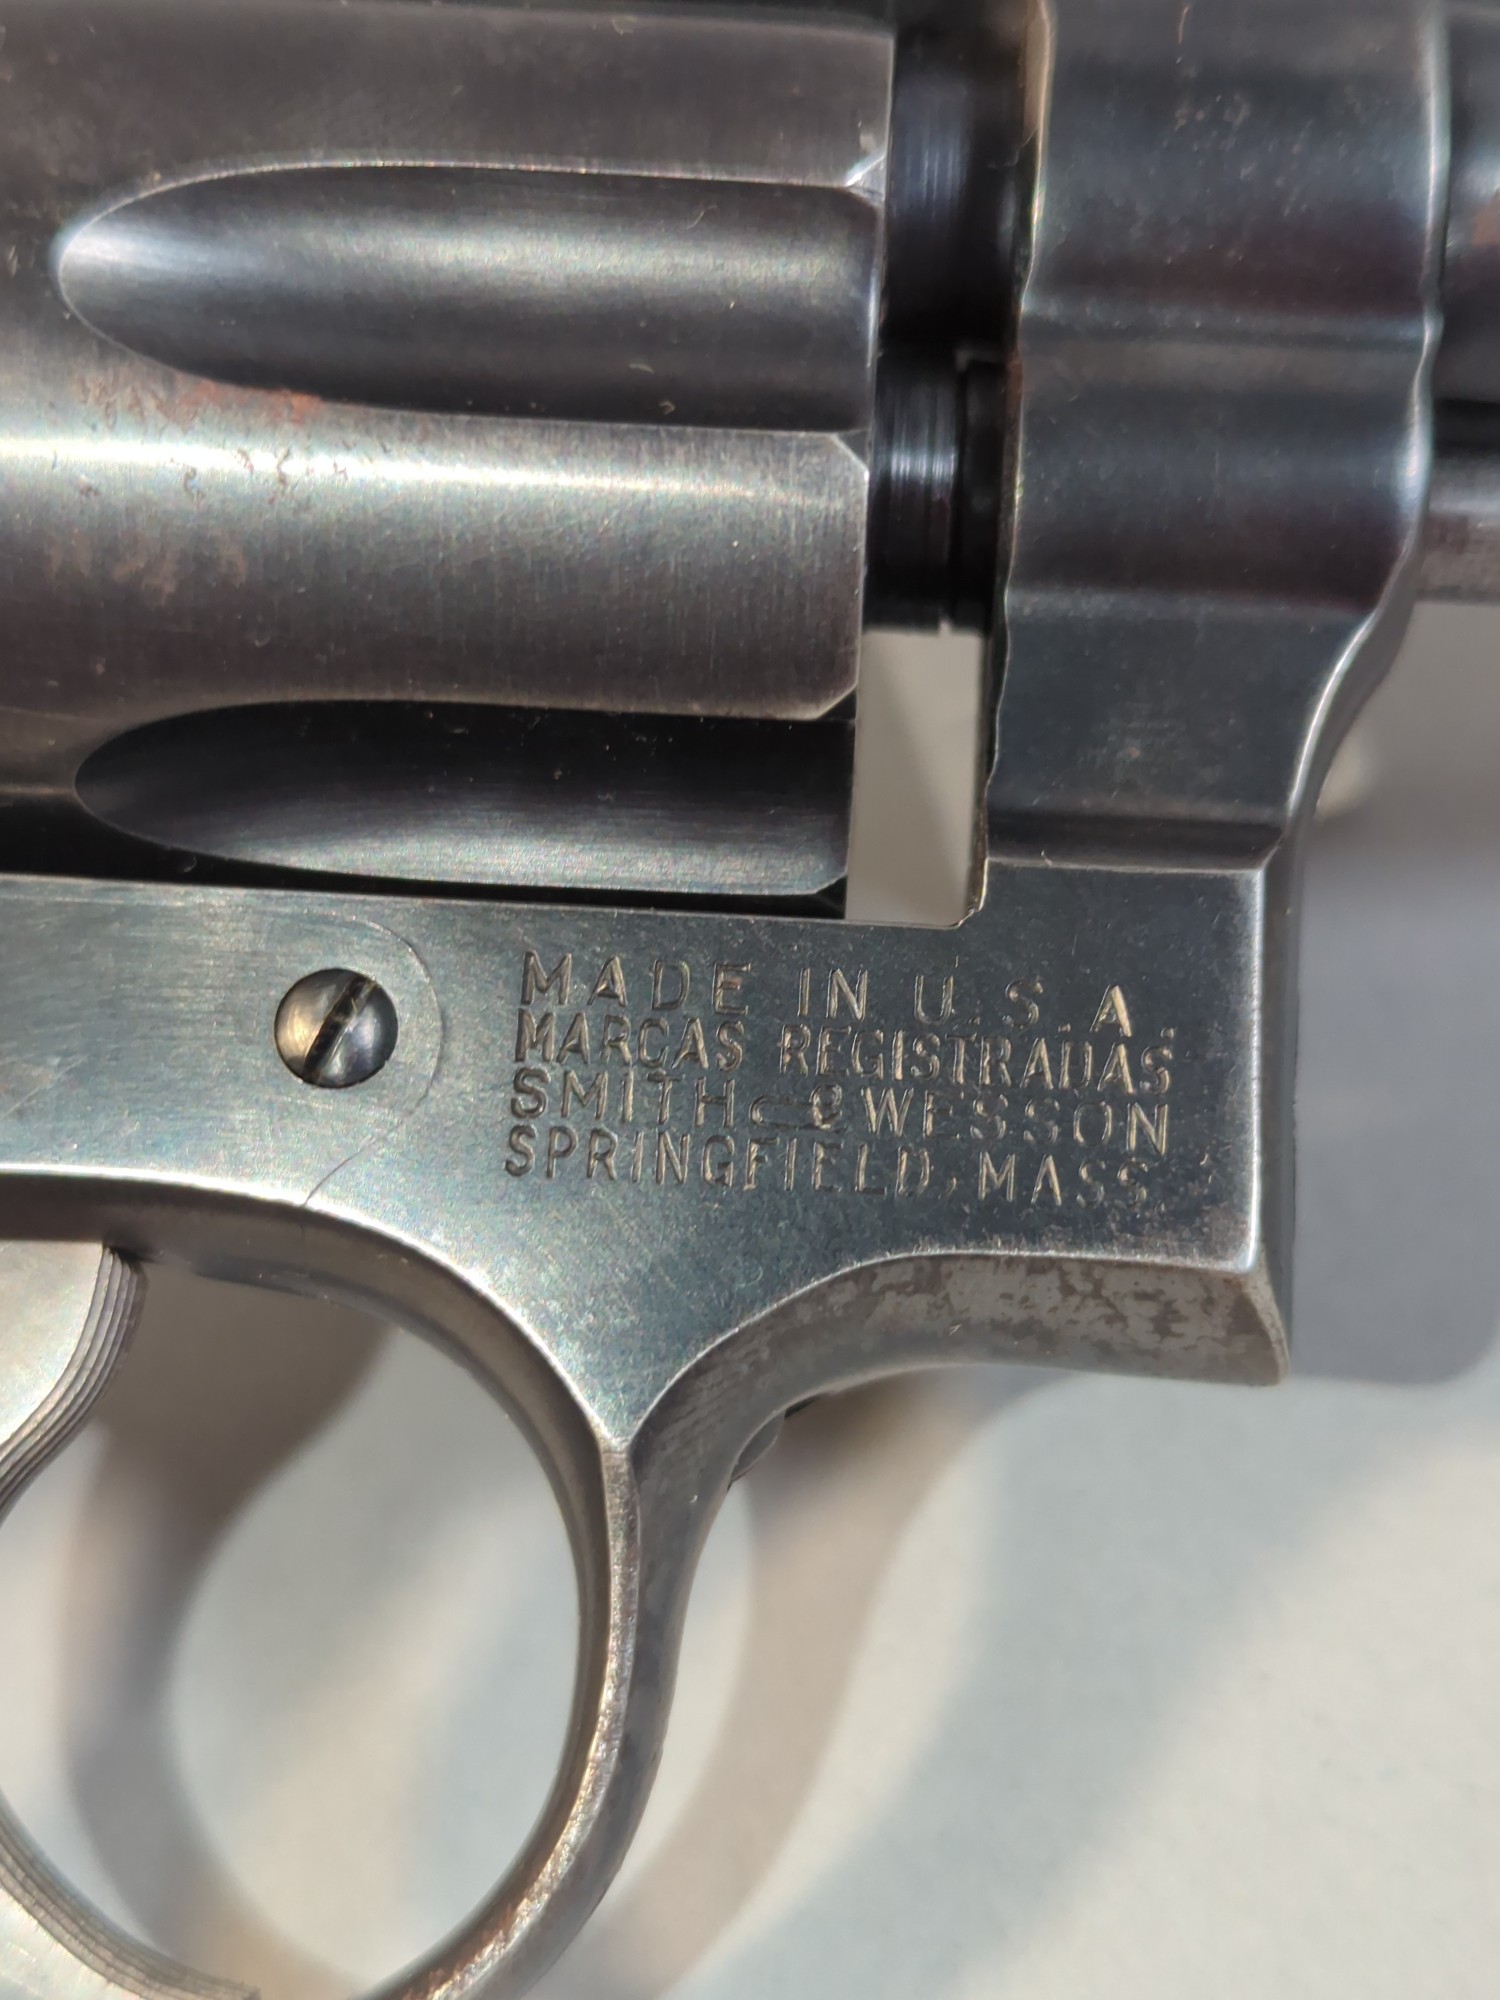 MADE IN U.S.A.
MARCAS REGISTRADAS
SMITH & WESSON
SPRINGFIELD, MASS